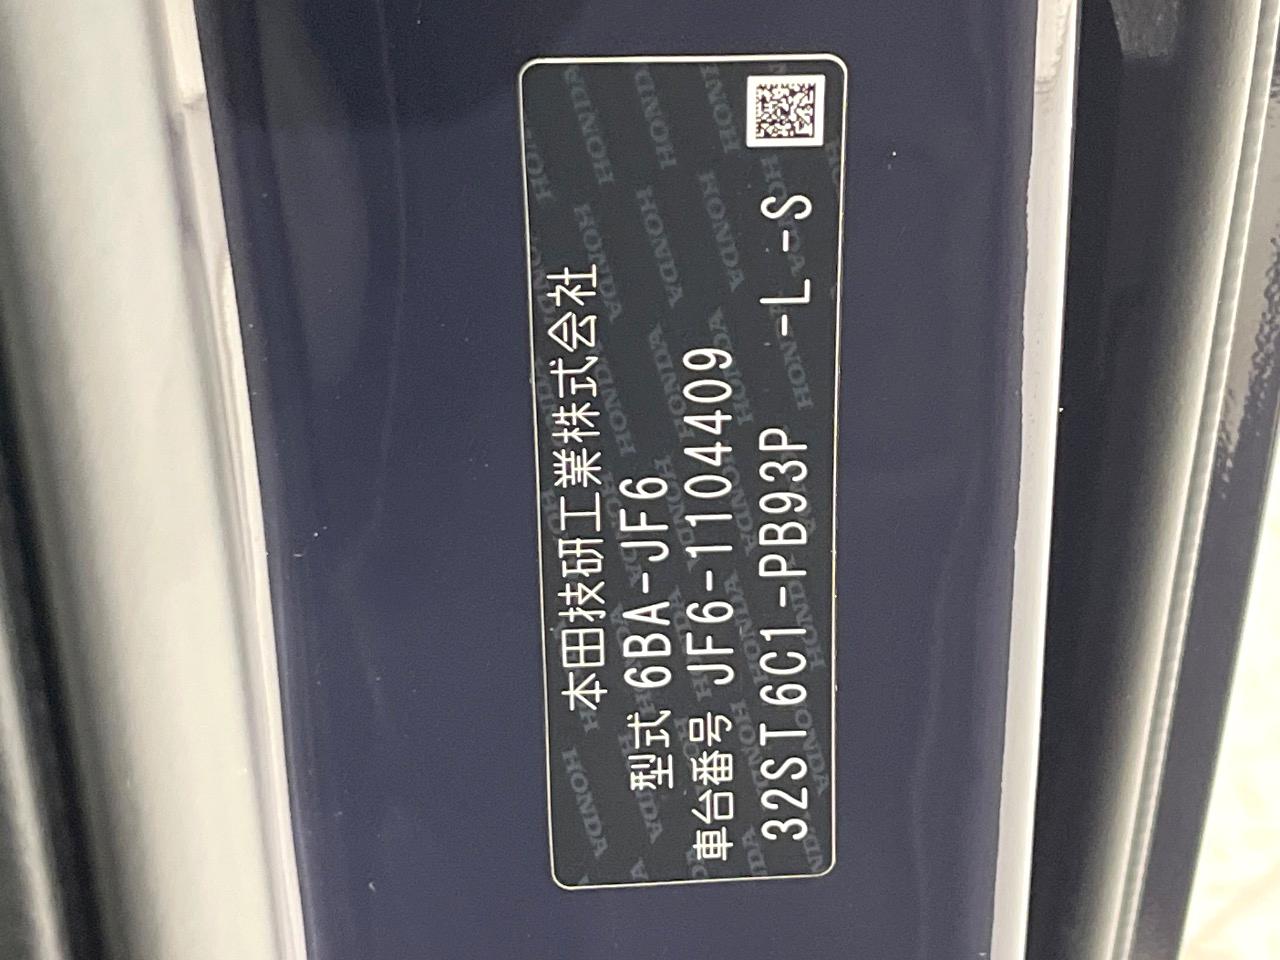 本田技研工業株式会社
型式 6BA-JF6
車台番号 JF6-1104409
32ST6C1-PB93P -L-S